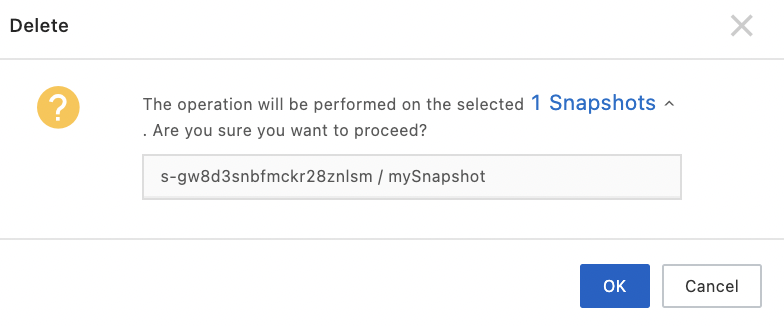 Delete
The operation will be performed on the selected 1 Snapshots
. Are you sure you want to proceed?
s-gw8d3snbfmckr28znlsm / mySnapshot
OK Cancel